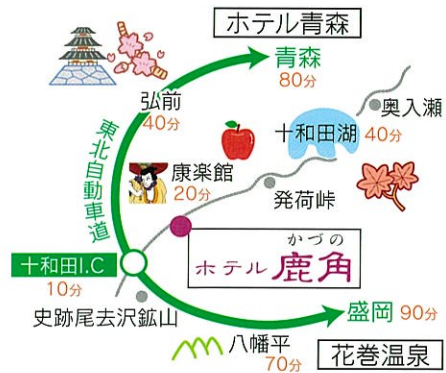 ホテル青森
青森
80分
弘前
40分
奥入瀬
十和田湖 40分
東北自動車道
康楽館
20分
発荷峠
かづの
ホテル 鹿角
十和田I.C
10分
史跡尾去沢鉱山
盛岡 90分
八幡平
70分
花巻温泉